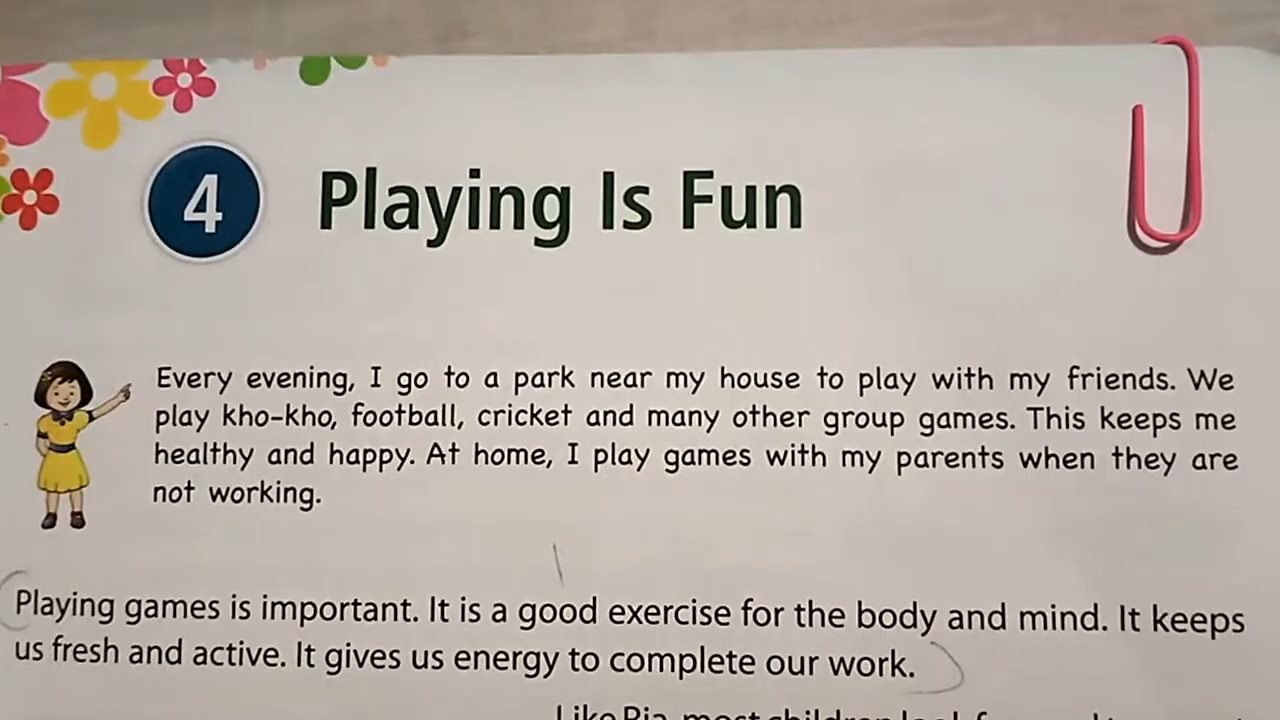 4
Playing Is Fun
Every evening, I go to a park near my house to play with my friends. We
play kho-kho, football, cricket and many other group games. This keeps me
healthy and happy. At home, I play games with my parents when they are
not working.
Playing games is important. It is a good exercise for the body and mind. It keeps
us fresh and active. It gives us energy to complete our work.
Like Ria, most children look